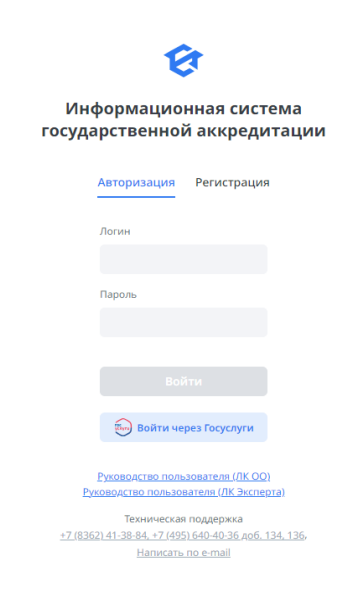 Информационная система
государственной аккредитации
Авторизация Регистрация
Логин
Пароль
Войти
Войти через Госуслуги
Руководство пользователя (ЛК ОО)
Руководство пользователя (ЛК Эксперта)
Техническая поддержка
+7 (8362) 41-38-84, +7 (495) 640-40-36 доб. 134, 136,
Написать по e-mail